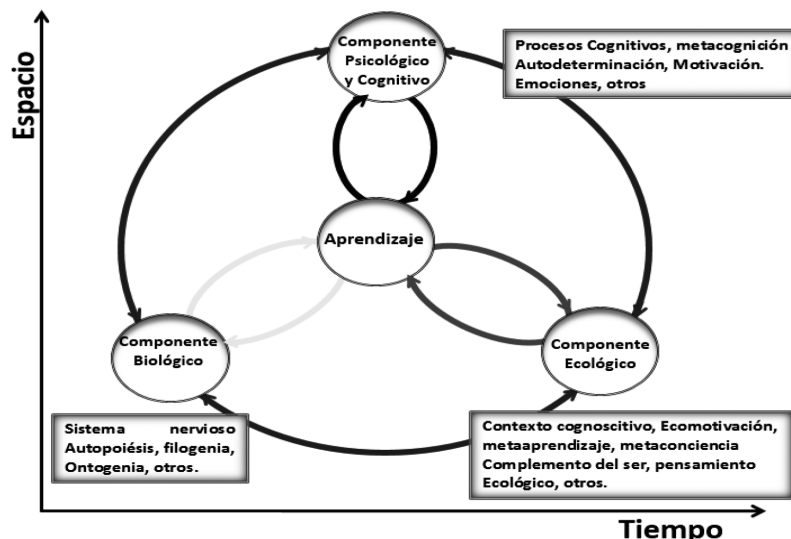 Espacio
Componente
Psicológico
y Cognitivo
Procesos Cognitivos, metacognición
Autodeterminación, Motivación.
Emociones, otros
Aprendizaje
Componente
Biológico
Componente
Ecológico
Sistema nervioso
Autopoiésis, filogenia,
Ontogenia, otros.
Contexto cognoscitivo, Ecomotivación,
metaaprendizaje, metaconciencia
Complemento del ser, pensamiento
Ecológico, otros.
Tiempo